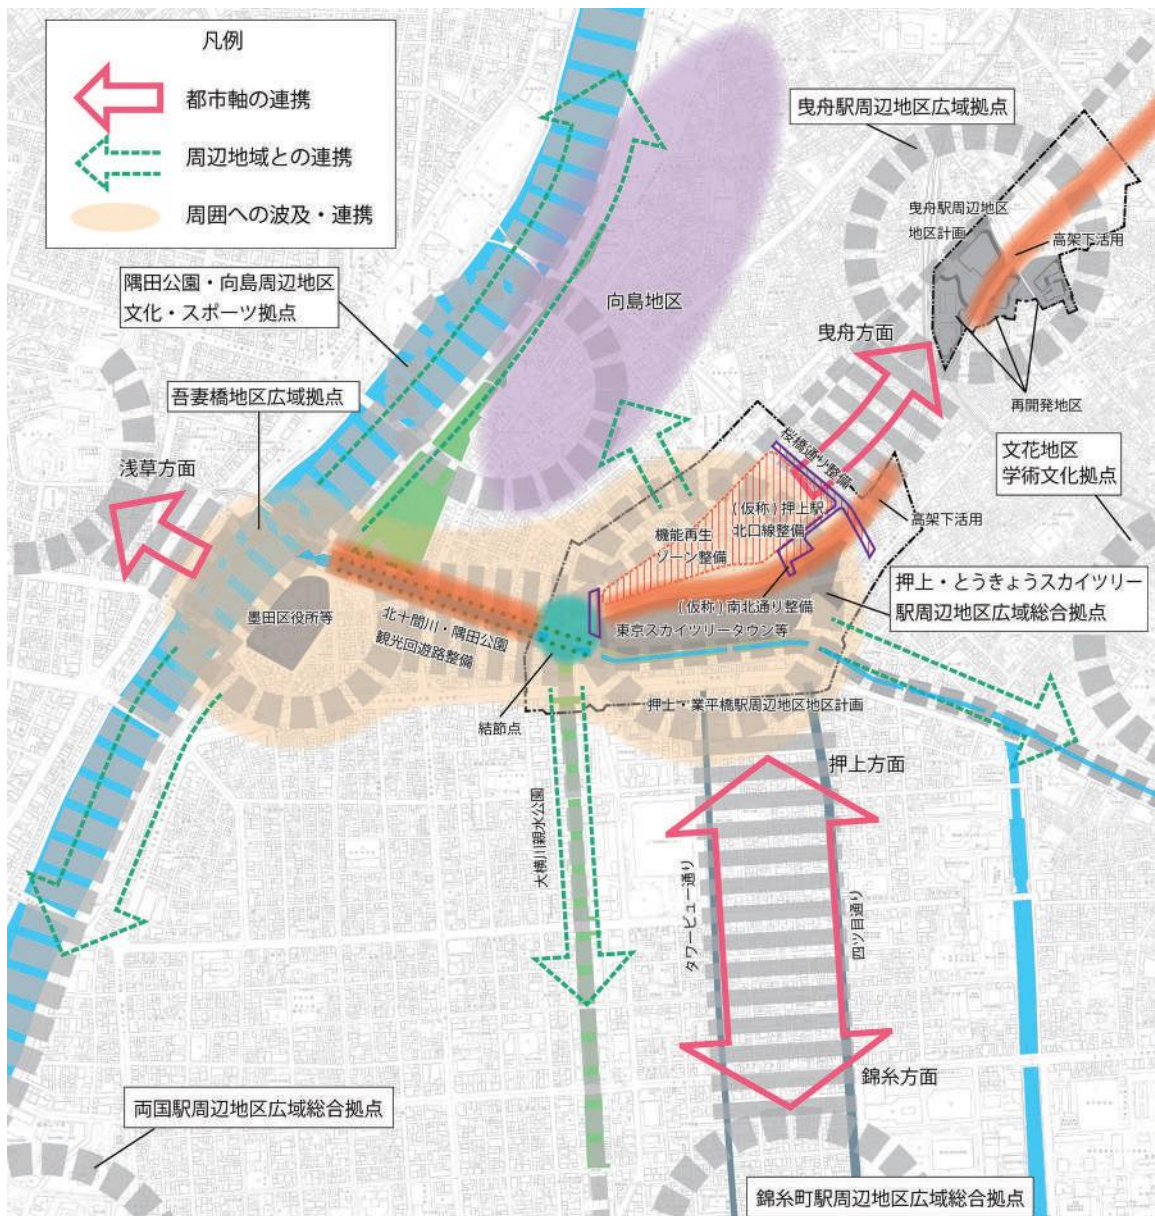 凡例
都市軸の連携
周辺地域との連携
周囲への波及・連携
曳舟駅周辺地区広域拠点
曳舟駅周辺地区
地区計画
高架下活用
隅田公園・向島周辺地区
文化・スポーツ拠点
向島地区
曳舟方面
再開発地区
吾妻橋地区広域拠点
浅草方面
文花地区
学術文化拠点
桜橋通り整備
(仮称)押上駅
北口線整備
高架下活用
機能再生
ゾーン整備
押上・とうきょうスカイツリー
駅周辺地区広域総合拠点
(仮称)南北通り整備
墨田区役所等
北十間川・隅田公園
観光回遊路整備
東京スカイツリータウン等
結節点
押上・業平橋駅周辺地区地区計画
押上方面
大横川親水公園
タワービュー通り
四ツ目通り
錦糸方面
両国駅周辺地区広域総合拠点
錦糸町駅周辺地区広域総合拠点